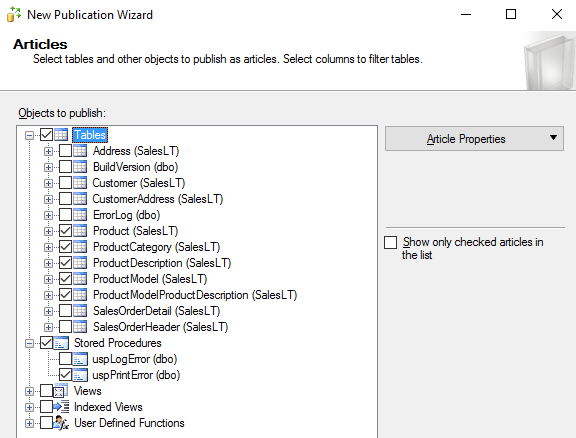 New Publication Wizard
Articles
Select tables and other objects to publish as articles. Select columns to filter tables.
Objects to publish:
Tables
Address (SalesLT)
BuildVersion (dbo)
Customer (SalesLT)
CustomerAddress (SalesLT)
ErrorLog (dbo)
Product (SalesLT)
ProductCategory (SalesLT)
ProductDescription (SalesLT)
ProductModel (SalesLT)
ProductModelProductDescription (SalesLT)
SalesOrderDetail (SalesLT)
SalesOrderHeader (SalesLT)
Stored Procedures
uspLogError (dbo)
uspPrintError (dbo)
Views
Indexed Views
User Defined Functions
Article Properties
Show only checked articles in
the list